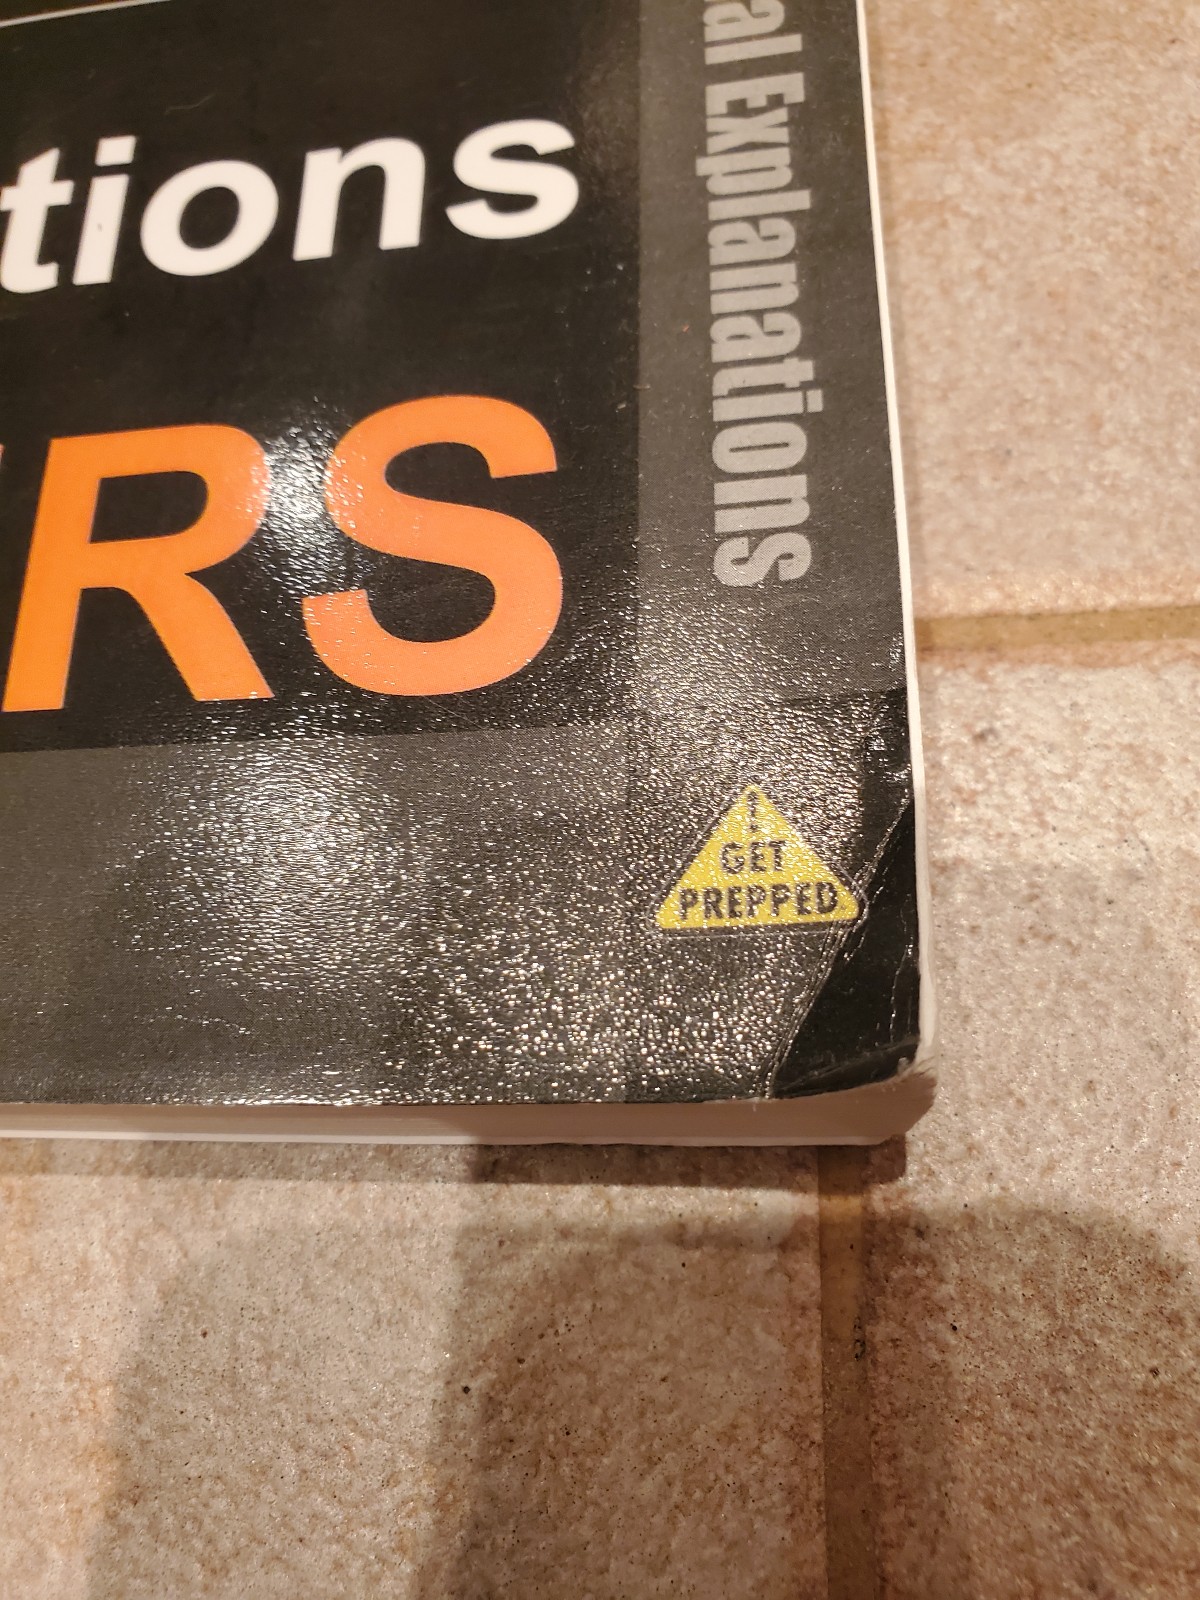 tions
RS
al Explanations
!
GET
PREPPED